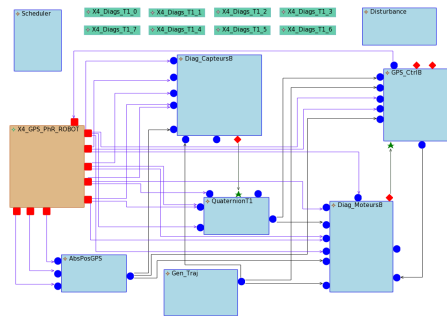 Scheduler
X4_Diags_T1_0 X4_Diags_T1_1 X4_Diags_T1_2 X4_Diags_T1_3
Disturbance
X4_Diags_T1_7 X4_Diags_T1_4 X4_Diags_T1_5 X4_Diags_T1_6
Diag_CapteursB
GPS_CtrlB
X4_GPS_PhR_ROBOT
QuaternionT1
Diag_MoteursB
AbsPosGPS
Gen_Traj